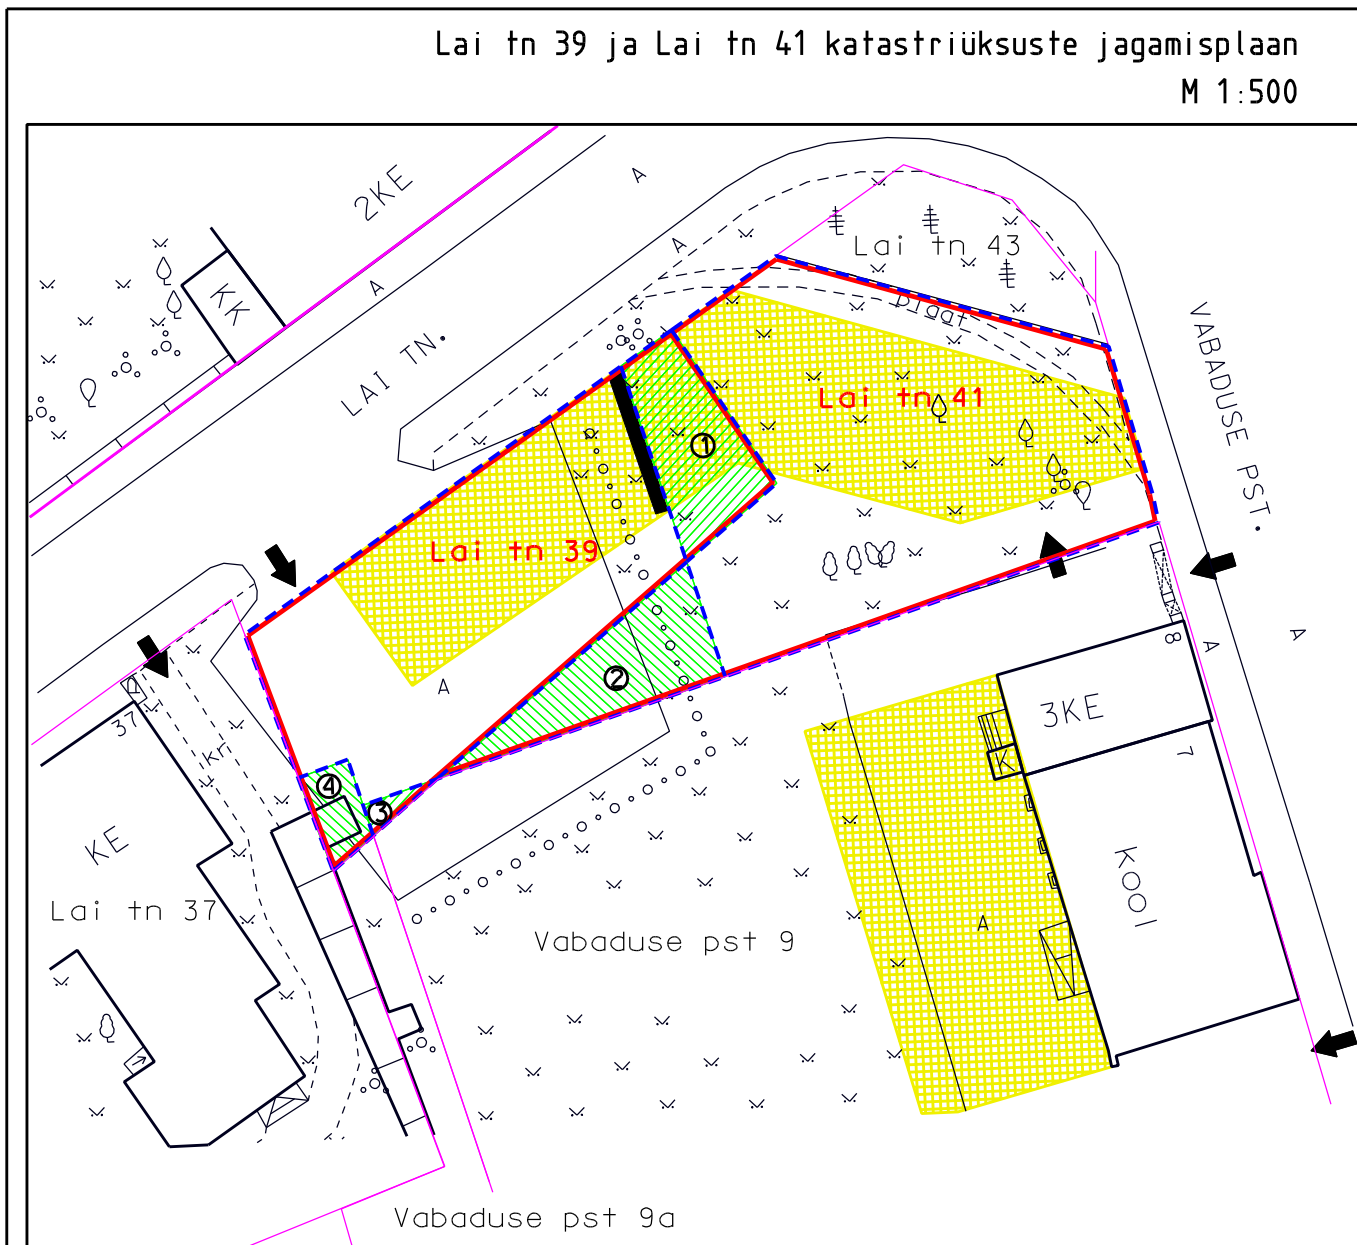 Lai tn 39 ja Lai tn 41 katastriüksuste jagamisplaan
M 1:500
2KE
A
A
A
KK
LAI TN.
Lai tn 43
plaat
VABADUSE PST.
Lai tn 41
1
Lai tn 39
A
2
8
A
A
3KE
7
K
37
kr
4
3
KE
Lai tn 37
Kool
A
Vabaduse pst 9
Vabaduse pst 9a